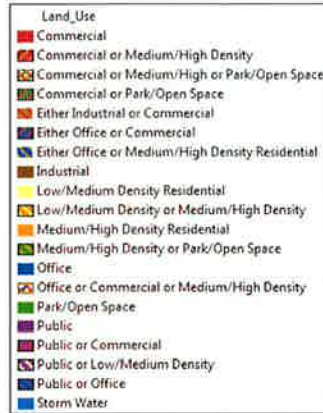 Land_Use
Commercial
Commercial or Medium/High Density
Commercial or Medium/High or Park/Open Space
Commercial or Park/Open Space
Either Industrial or Commercial
Either Office or Commercial
Either Office or Medium/High Density Residential
Industrial
Low/Medium Density Residential
Low/Medium Density or Medium/High Density
Medium/High Density Residential
Medium/High Density or Park/Open Space
Office
Office or Commercial or Medium/High Density
Park/Open Space
Public
Public or Commercial
Public or Low/Medium Density
Public or Office
Storm Water